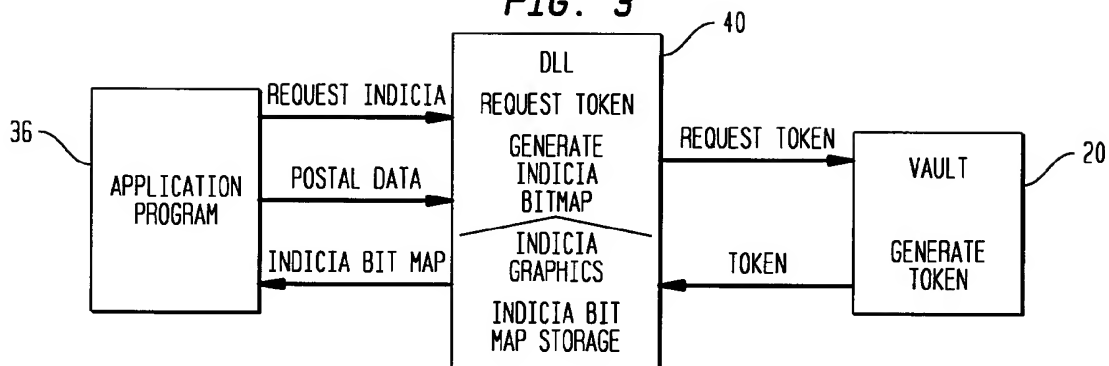 FIG. 3
40
DLL
REQUEST TOKEN
GENERATE
INDICIA
BITMAP
INDICIA
GRAPHICS
INDICIA BIT
MAP STORAGE
36
APPLICATION
PROGRAM
REQUEST INDICIA
POSTAL DATA
INDICIA BIT MAP
REQUEST TOKEN
TOKEN
VAULT
GENERATE
TOKEN
20